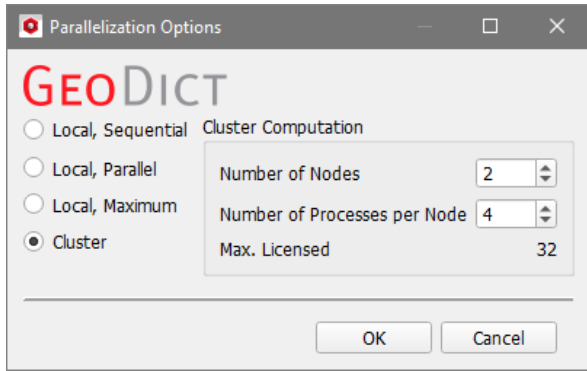 Parallelization Options
GEODICT
Local, Sequential
Local, Parallel
Local, Maximum
Cluster
Cluster Computation
Number of Nodes 2
Number of Processes per Node 4
Max. Licensed 32
OK Cancel